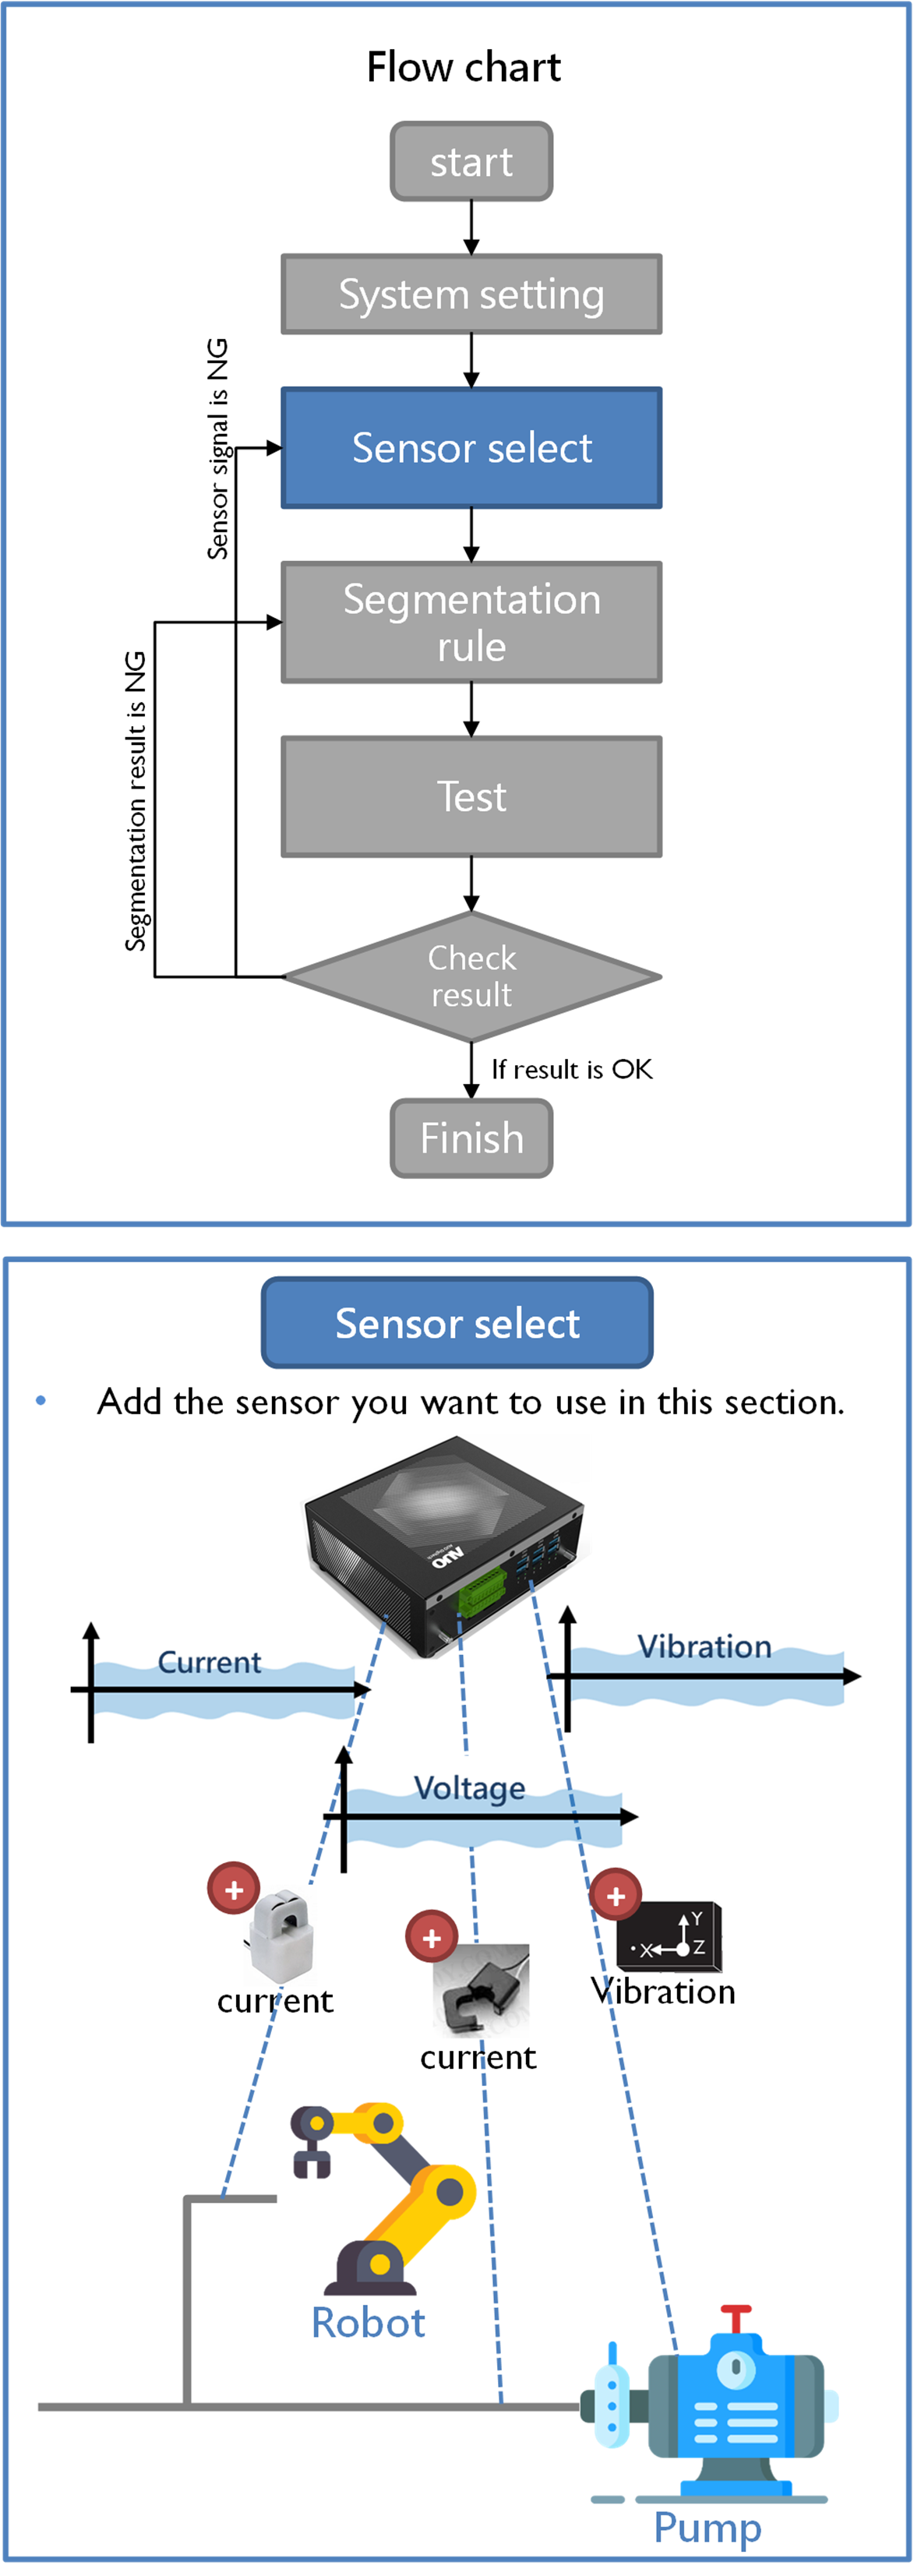 Flow chart
start
System setting
Sensor signal is NG
Sensor select
Segmentation
rule
Segmentation result is NG
Test
Check
result
If result is OK
Finish
Sensor select
• Add the sensor you want to use in this section.
AUO
Current
Vibration
Voltage
+
+
+
Y
X
Z
current
Vibration
current
Robot
Pump